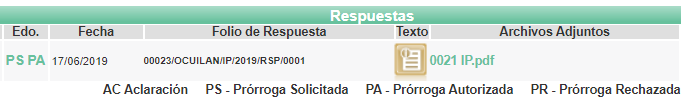 Respuestas
Edo. Fecha Folio de Respuesta Texto Archivos Adjuntos
PS PA 17/06/2019 00023/OCUILAN/IP/2019/RSP/0001 0021 IP.pdf
AC Aclaración PS - Prórroga Solicitada PA - Prórroga Autorizada PR - Prórroga Rechazada